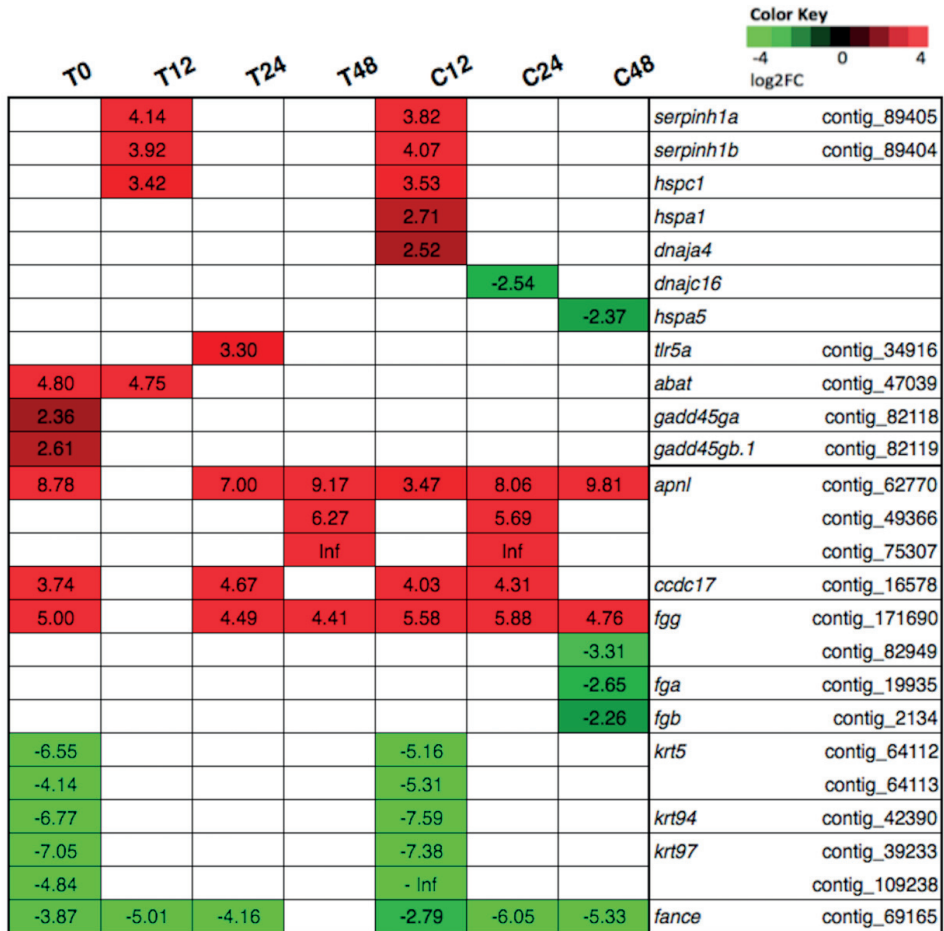 Color Key
-4 0 4
log2FC
T0 T12 T24 T48 C12 C24 C48
4.14 3.82 serpinh1a contig_89405
3.92 4.07 serpinh1b contig_89404
3.42 3.53 hspc1
2.71 hspa1
2.52 dnaja4
-2.54 dnajc16
-2.37 hspa5
3.30 tlr5a contig_34916
4.80 4.75 abat contig_47039
2.36 gadd45ga contig_82118
2.61 gadd45gb.1 contig_82119
8.78 7.00 9.17 3.47 8.06 9.81 apnl contig_62770
6.27 5.69 contig_49366
Inf Inf contig_75307
3.74 4.67 4.03 4.31 ccdc17 contig_16578
5.00 4.49 4.41 5.58 5.88 4.76 fgg contig_171690
-3.31 contig_82949
-2.65 fga contig_19935
-2.26 fgb contig_2134
-6.55 -5.16 krt5 contig_64112
-4.14 -5.31 contig_64113
-6.77 -7.59 krt94 contig_42390
-7.05 -7.38 krt97 contig_39233
-4.84 - Inf contig_109238
-3.87 -5.01 -4.16 -2.79 -6.05 -5.33 fance contig_69165